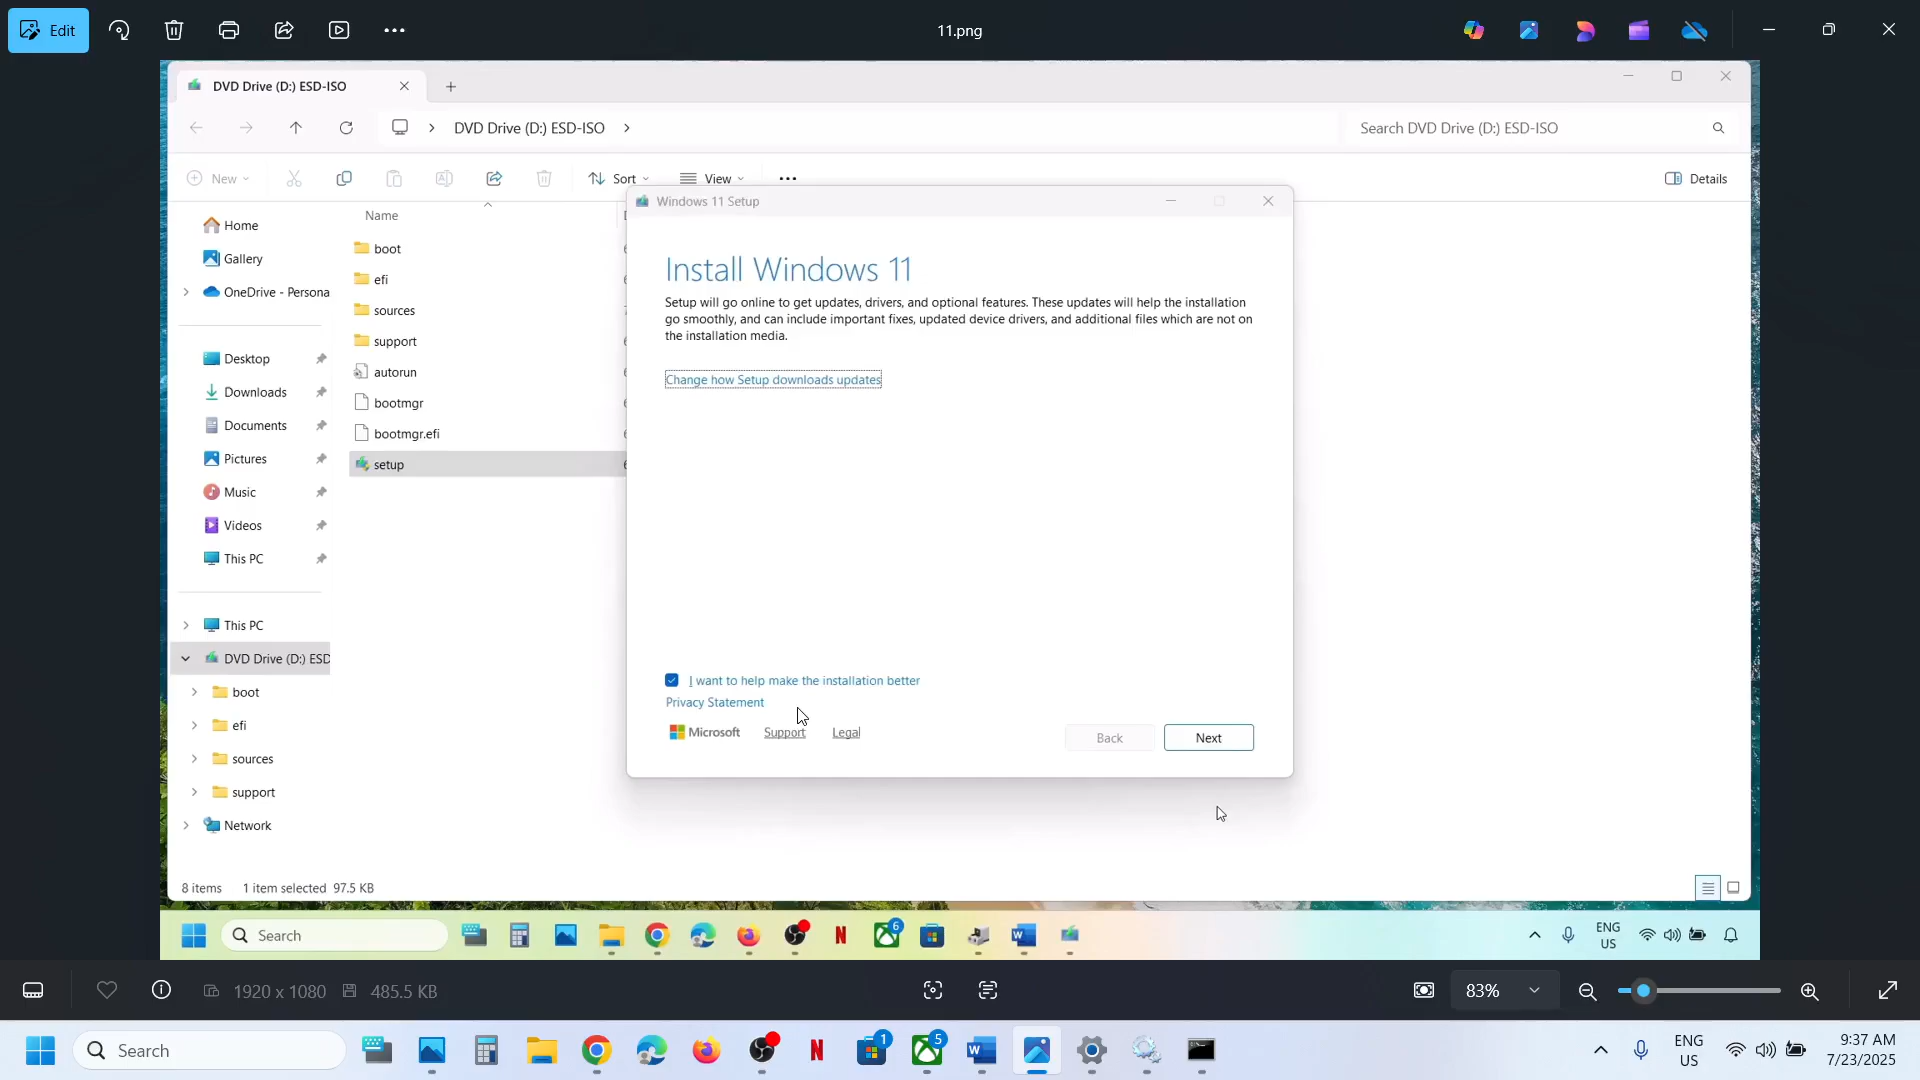 Edit
11.png
DVD Drive (D:) ESD-ISO
DVD Drive (D:) ESD-ISO
Search DVD Drive (D:) ESD-ISO
New
Sort
View
Details
Home
Gallery
OneDrive - Persona
Desktop
Downloads
Documents
Pictures
Music
Videos
This PC
This PC
DVD Drive (D:) ESD
boot
efi
sources
support
Network
Name
boot
efi
sources
support
autorun
bootmgr
bootmgr.efi
setup
Windows 11 Setup
Install Windows 11
Setup will go online to get updates, drivers, and optional features. These updates will help the installation
go smoothly, and can include important fixes, updated device drivers, and additional files which are not on
the installation media.
Change how Setup downloads updates
I want to help make the installation better
Privacy Statement
Microsoft Support Legal
Back
Next
8 items 1 item selected 97.5 KB
Search
6
ENG
US
1920 x 1080
485.5 KB
83%
Search
1
5
ENG
US
9:37 AM
7/23/2025